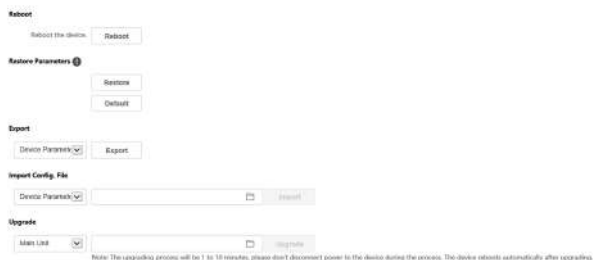 Reboot
Reboot the device. Reboot
Restore Parameters
Restore
Default
Export
Device Paramete Export
Import Config. File
Device Paramete Import
Upgrade
Main Unit Upgrade
Note: The upgrading process will be 1 to 10 minutes, please don't disconnect power to the device during the process. The device reboots automatically after upgrading.